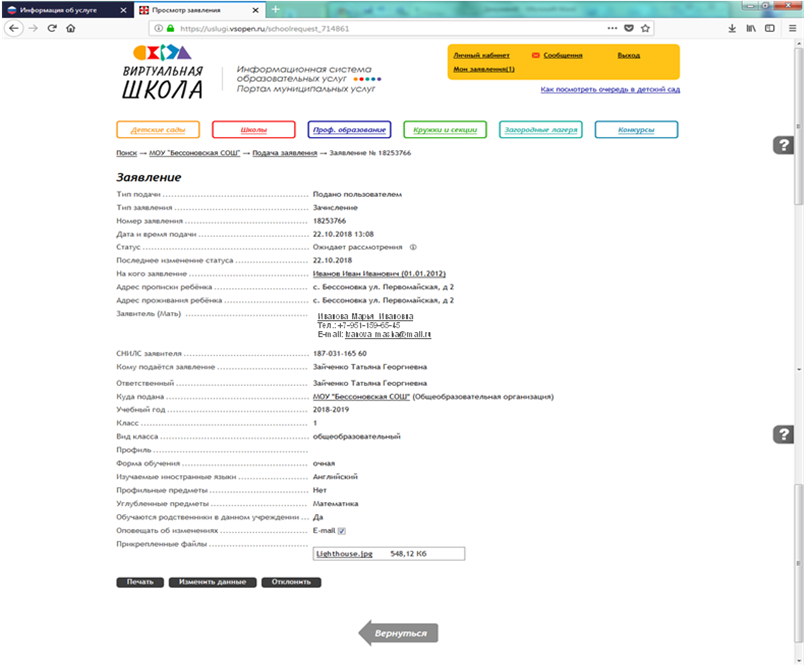 Информация об услуге
Просмотр заявления
https://uslugi.vsopen.ru/schoolrequest_714861
ВИРТУАЛЬНАЯ ШКОЛА
Информационная система
образовательных услуг
Портал муниципальных услуг
Личный кабинет Сообщения Выход
Мои заявления(1)
Как посмотреть очередь в детский сад
Детские сады Школы Проф. образование Кружки и секции Загородные лагеря Конкурсы
Поиск → МОУ "Бессоновская СОШ" → Подача заявления → Заявление № 18253766
?
Заявление
Тип подачи Подано пользователем
Тип заявления Зачисление
Номер заявления 18253766
Дата и время подачи 22.10.2018 13:08
Статус Ожидает рассмотрения
Последнее изменение статуса 22.10.2018
На кого заявление Иванов Иван Иванович (01.01.2012)
Адрес прописки ребёнка с. Бессоновка ул. Первомайская, д 2
Адрес проживания ребёнка с. Бессоновка ул. Первомайская, д 2
Заявитель (Мать) Иванова Марья Ивановна
Тел.: +7-951-159-65-45
E-mail: ivanova_masha@mail.ru
СНИЛС заявителя 187-031-165 60
Кому подаётся заявление Зайченко Татьяна Георгиевна
Ответственный Зайченко Татьяна Георгиевна
Куда подана МОУ "Бессоновская СОШ" (Общеобразовательная организация)
Учебный год 2018-2019
Класс 1
?
Вид класса общеобразовательный
Профиль
Форма обучения очная
Изучаемые иностранные языки Английский
Профильные предметы Нет
Углубленные предметы Математика
Обучаются родственники в данном учреждении Да
Оповещать об изменениях E-mail
Прикрепленные файлы
Lighthouse.jpg 548,12 Кб
Печать Изменить данные Отклонить
Вернуться